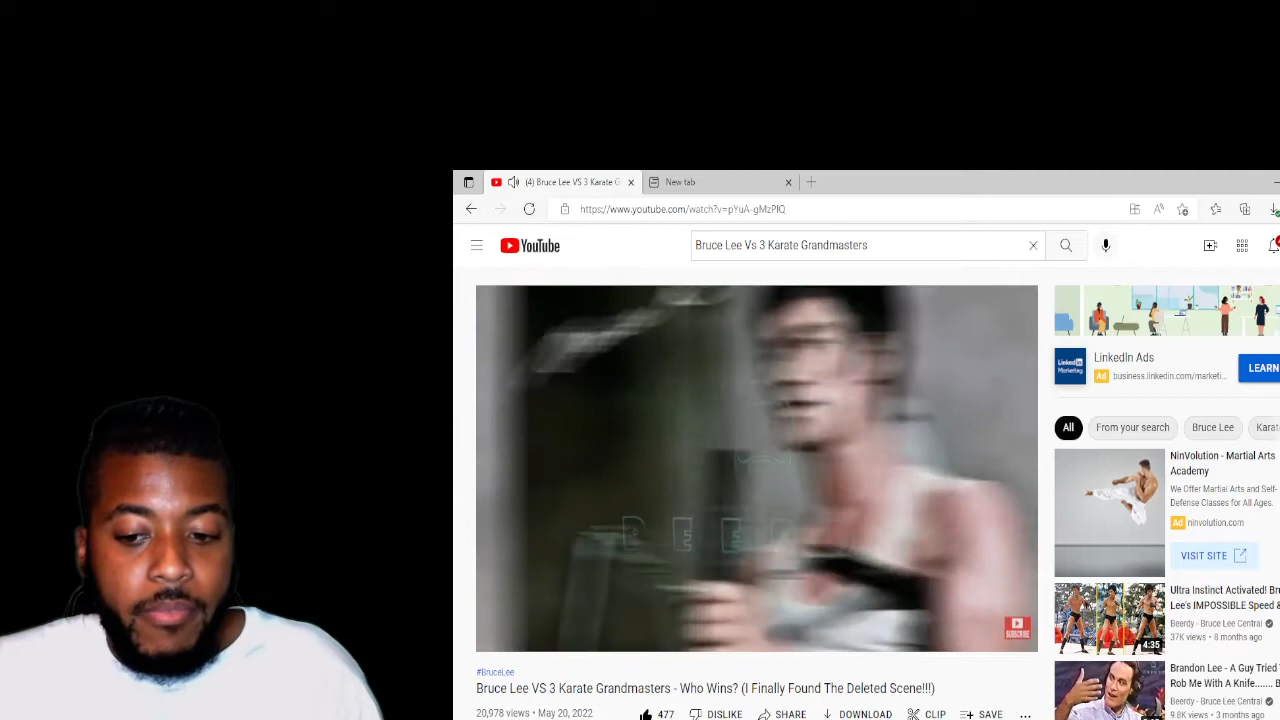 (4) Bruce Lee VS 3 Karate G
New tab
https://www.youtube.com/watch?v=pYuA-gMzPIQ
YouTube
Bruce Lee Vs 3 Karate Grandmasters
LinkedIn Ads
Ad business.linkedin.com/marketi...
LEARN
All
From your search
Bruce Lee
Karat
NinVolution - Martial Arts
Academy
We Offer Martial Arts and Self-
Defense Classes for All Ages.
Ad ninvolution.com
VISIT SITE
SUBSCRIBE
Ultra Instinct Activated! Bru
Lee's IMPOSSIBLE Speed &
Beerdy - Bruce Lee Central
37K views • 8 months ago
4:35
Brandon Lee - A Guy Tried
Rob Me With A Knife.......
Beerdy - Bruce Lee Central
9.8K views • 3 months ago
#BruceLee
Bruce Lee VS 3 Karate Grandmasters - Who Wins? (I Finally Found The Deleted Scene!!!)
20,978 views • May 20, 2022
477
DISLIKE
SHARE
DOWNLOAD
CLIP
SAVE